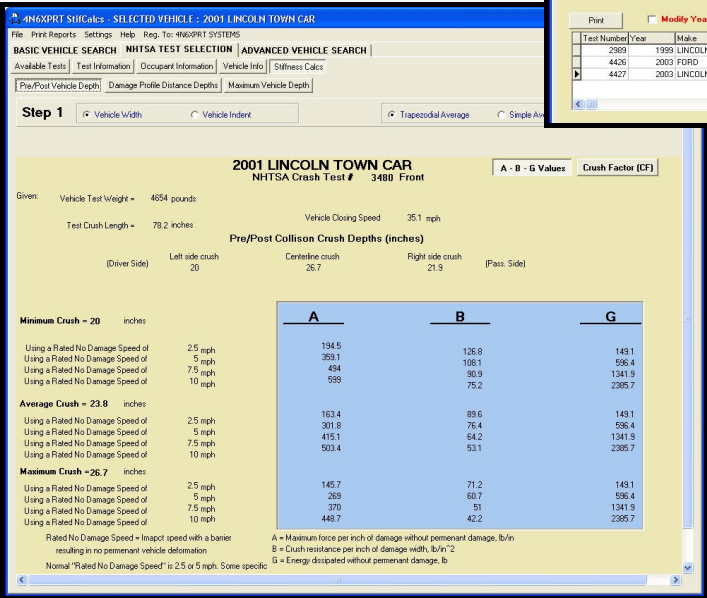 4N6XPRT StifCalcs - SELECTED VEHICLE : 2001 LINCOLN TOWN CAR
File Print Reports Settings Help Reg. To: 4N6XPRT SYSTEMS
BASIC VEHICLE SEARCH NHTSA TEST SELECTION ADVANCED VEHICLE SEARCH
Available Tests Test Information Occupant Information Vehicle Info Stiffness Calcs
Pre/Post Vehicle Depth Damage Profile Distance Depths Maximum Vehicle Depth
Print Modify Yea
Test Number Year Make
2989 1999 LINCOLN
4426 2003 FORD
4427 2003 LINCOLN
Step 1 Vehicle Width Vehicle Indent Trapezodial Average Simple Ave
2001 LINCOLN TOWN CAR
NHTSA Crash Test # 3480 Front
A - B - G Values Crush Factor (CF)
Given: Vehicle Test Weight = 4654 pounds
Vehicle Closing Speed 35.1 mph
Test Crush Length = 78.2 inches
Pre/Post Collison Crush Depths (inches)
Left side crush Centerline crush Right side crush
(Driver Side) 20 26.7 21.9 (Pass. Side)
A B G
Minimum Crush = 20 inches
Using a Rated No Damage Speed of 2.5 mph 194.5 126.8 149.1
Using a Rated No Damage Speed of 5 mph 359.1 108.1 596.4
Using a Rated No Damage Speed of 7.5 mph 494 90.9 1341.9
Using a Rated No Damage Speed of 10 mph 599 75.2 2385.7
Average Crush = 23.8 inches
Using a Rated No Damage Speed of 2.5 mph 163.4 89.6 149.1
Using a Rated No Damage Speed of 5 mph 301.8 76.4 596.4
Using a Rated No Damage Speed of 7.5 mph 415.1 64.2 1341.9
Using a Rated No Damage Speed of 10 mph 503.4 53.1 2385.7
Maximum Crush =26.7 inches
Using a Rated No Damage Speed of 2.5 mph 145.7 71.2 149.1
Using a Rated No Damage Speed of 5 mph 269 60.7 596.4
Using a Rated No Damage Speed of 7.5 mph 370 51 1341.9
Using a Rated No Damage Speed of 10 mph 448.7 42.2 2385.7
Rated No Damage Speed = Imapct speed with a barrier
resulting in no permenant vehicle deformation
Normal "Rated No Damage Speed" is 2.5 or 5 mph. Some specific
A = Maximum force per inch of damage without permenant damage, lb/in
B = Crush resistance per inch of damage width, lb/in^2
G = Energy dissipated without permenant damage, lb